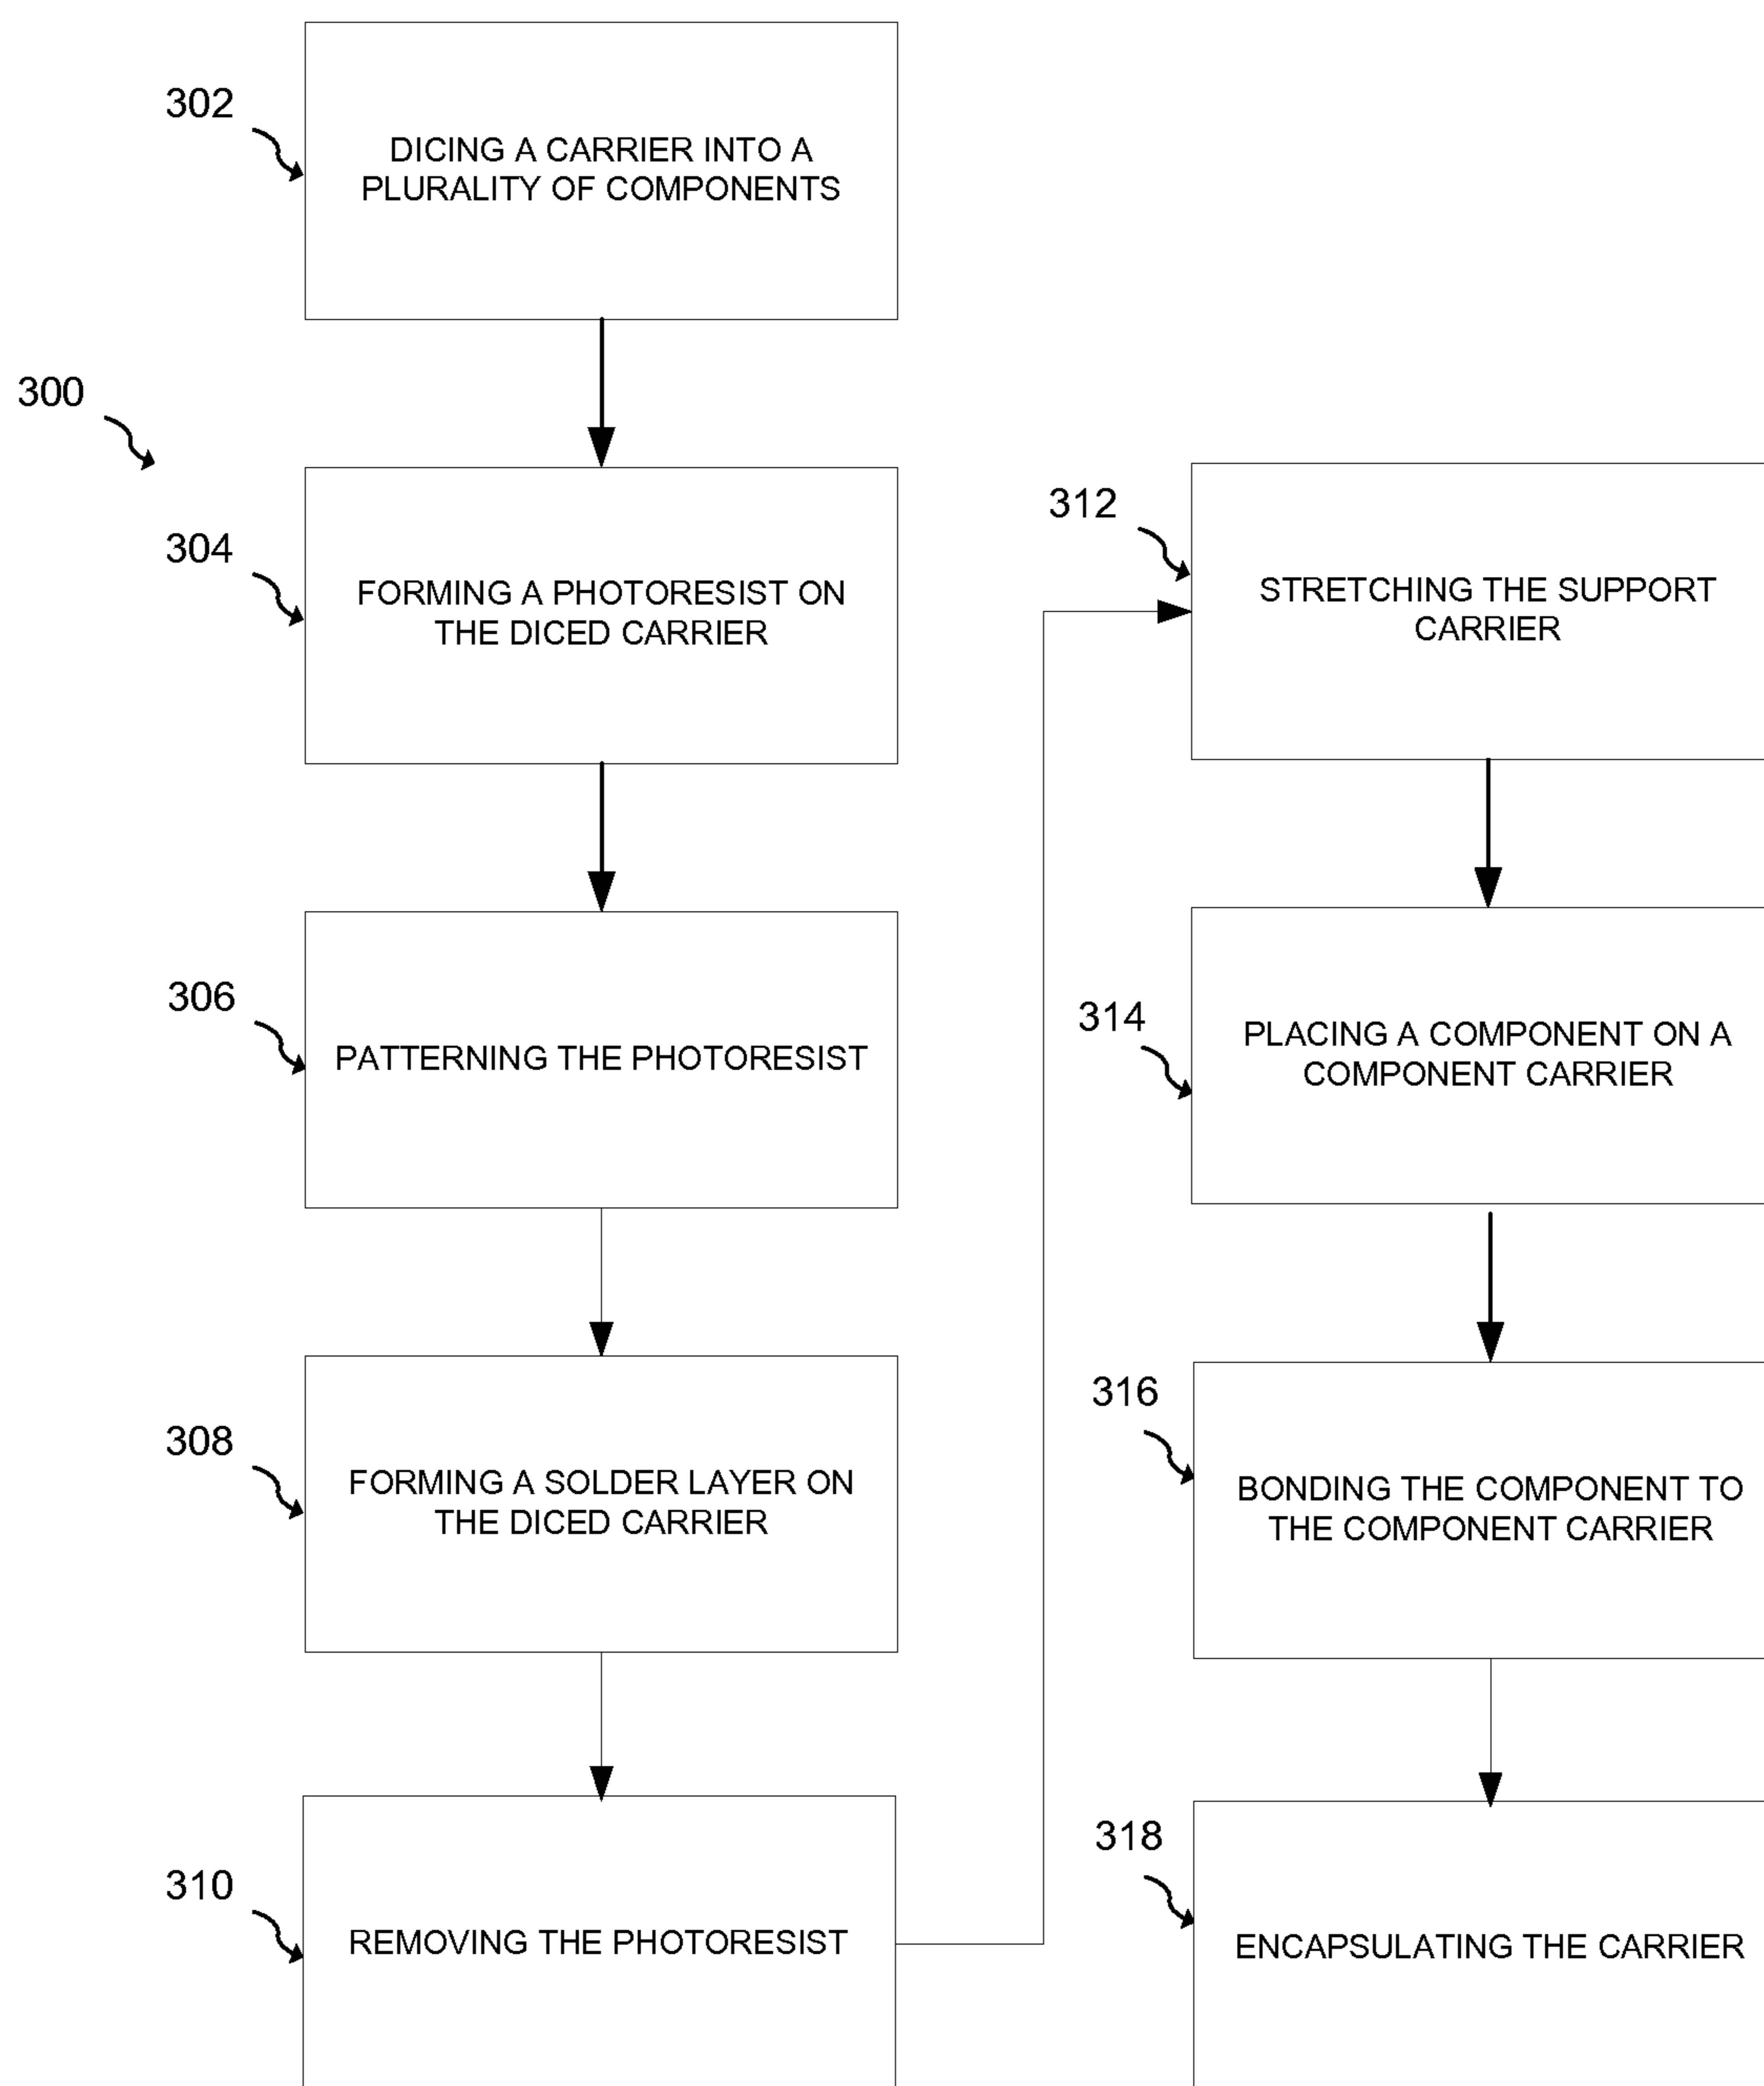 302
DICING A CARRIER INTO A
PLURALITY OF COMPONENTS
300
304
FORMING A PHOTORESIST ON
THE DICED CARRIER
306
PATTERNING THE PHOTORESIST
308
FORMING A SOLDER LAYER ON
THE DICED CARRIER
310
REMOVING THE PHOTORESIST
312
STRETCHING THE SUPPORT
CARRIER
314
PLACING A COMPONENT ON A
COMPONENT CARRIER
316
BONDING THE COMPONENT TO
THE COMPONENT CARRIER
318
ENCAPSULATING THE CARRIER